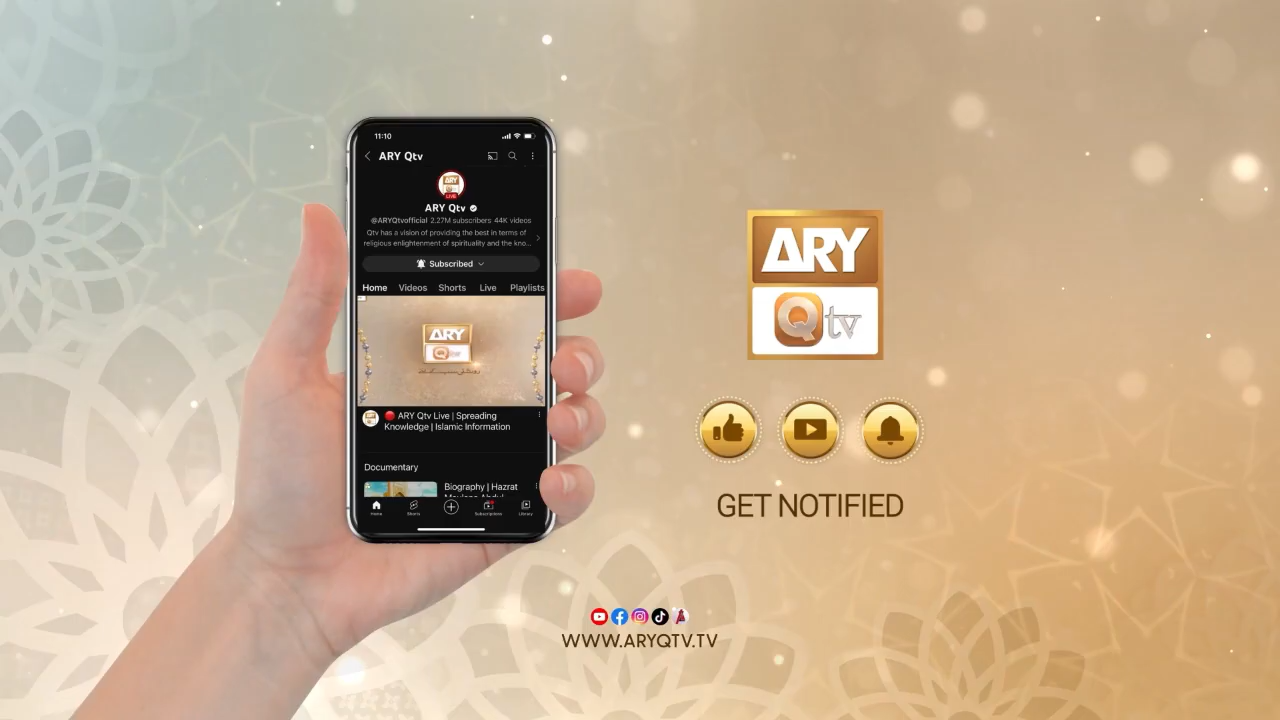 11:10
ARY Qtv
LIVE
ARY Qtv
@ARYQtvofficial 2.27M subscribers 44K videos
Qtv has a vision of providing the best in terms of
religious enlightenment of spirituality and the kno...
Subscribed
Home Videos Shorts Live Playlists
ARY
Qtv
ARY Qtv Live | Spreading
Knowledge | Islamic Information
Documentary
Biography | Hazrat
Home Shorts Subscriptions Library
ARY
Qtv
GET NOTIFIED
WWW.ARYQTV.TV